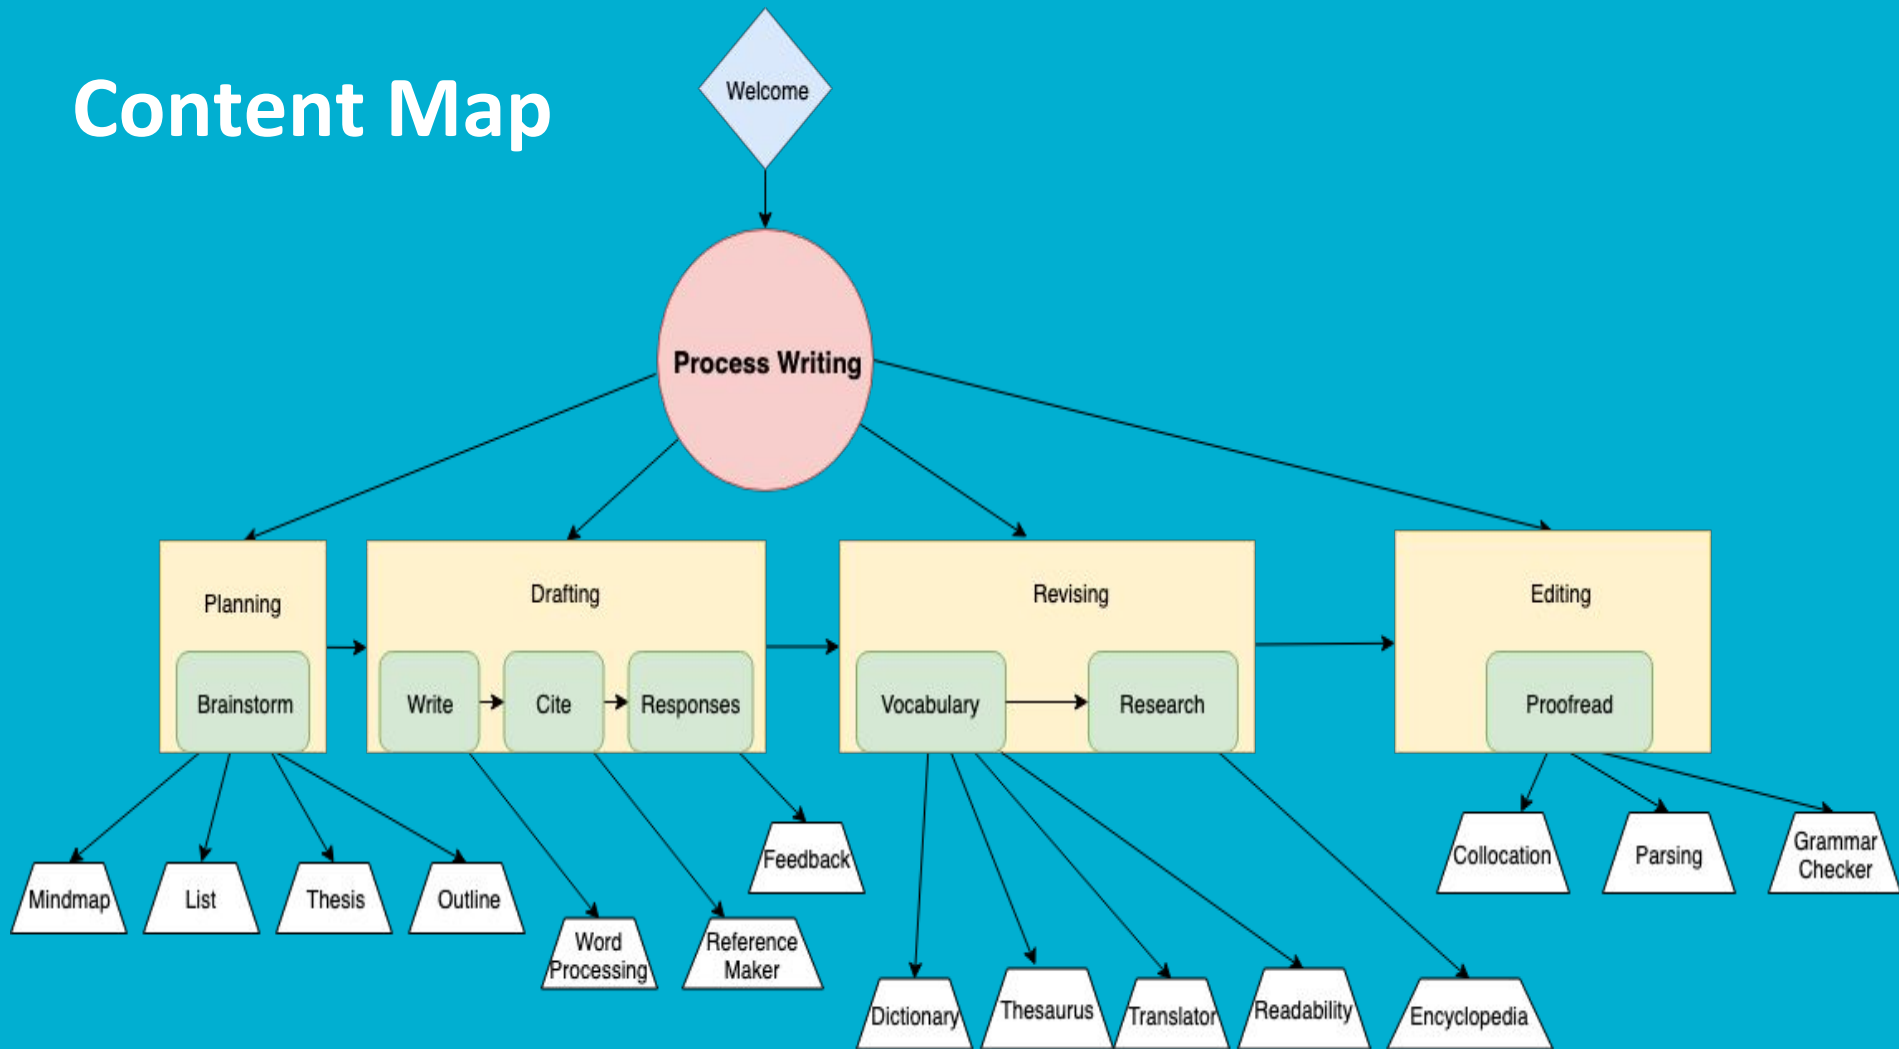 Content Map
Welcome
Process Writing
Planning
Drafting
Revising
Editing
Brainstorm
Write
Cite
Responses
Vocabulary
Research
Proofread
Mindmap
List
Thesis
Outline
Word
Processing
Reference
Maker
Feedback
Dictionary
Thesaurus
Translator
Readability
Encyclopedia
Collocation
Parsing
Grammar
Checker